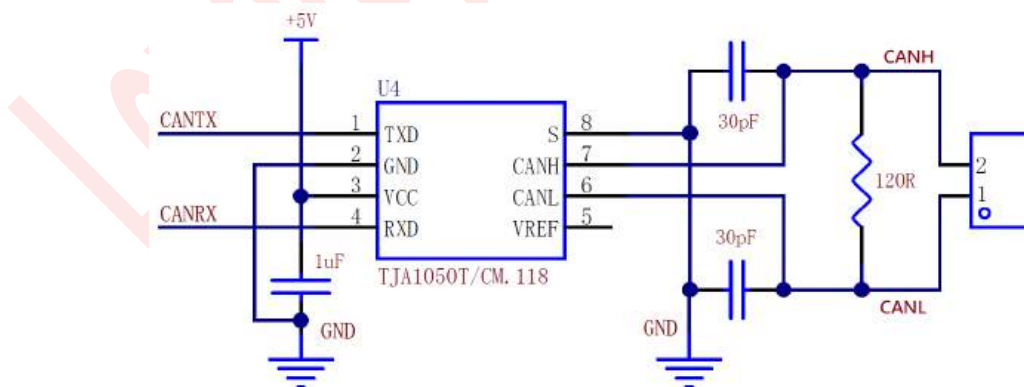 +5V
U4
CANTX
1
TXD
2
GND
3
VCC
CANRX
4
RXD
1uF
GND
S
8
CANH
7
CANL
6
VREF
5
TJA1050T/CM.118
30pF
30pF
GND
CANH
120R
CANL
2
1